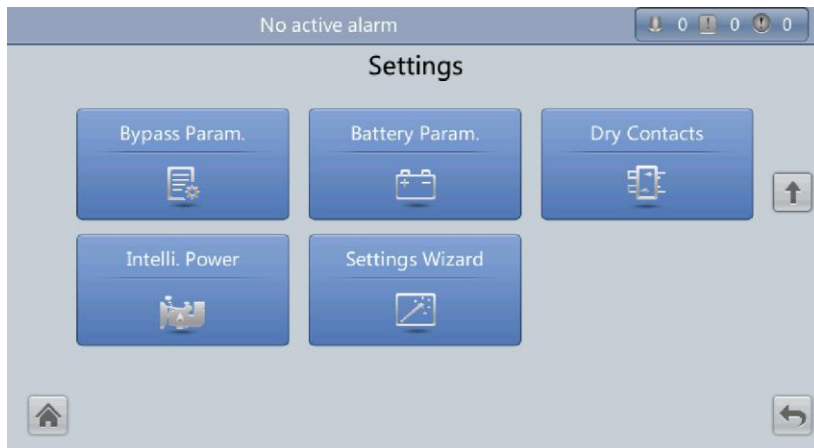 No active alarm
0 0 0
Settings
Bypass Param.
Battery Param.
Dry Contacts
Intelli. Power
Settings Wizard